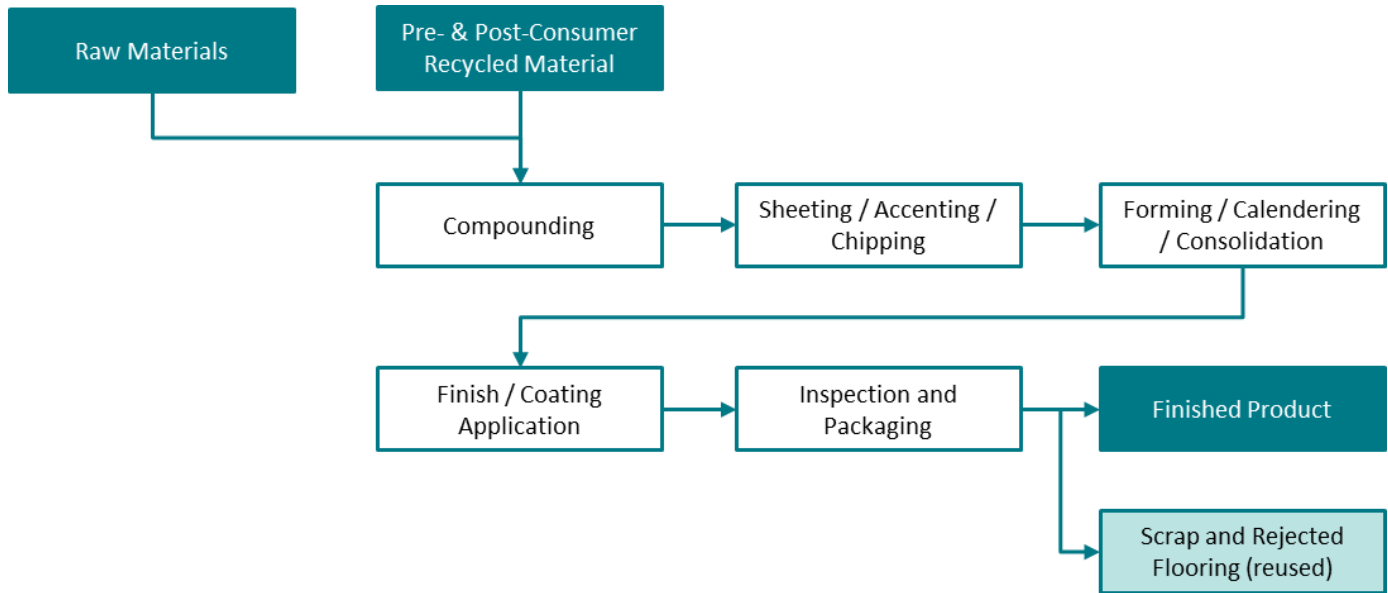 Raw Materials
Pre- & Post-Consumer
Recycled Material
Compounding
Sheeting / Accenting /
Chipping
Forming / Calendering
/ Consolidation
Finish / Coating
Application
Inspection and
Packaging
Finished Product
Scrap and Rejected
Flooring (reused)